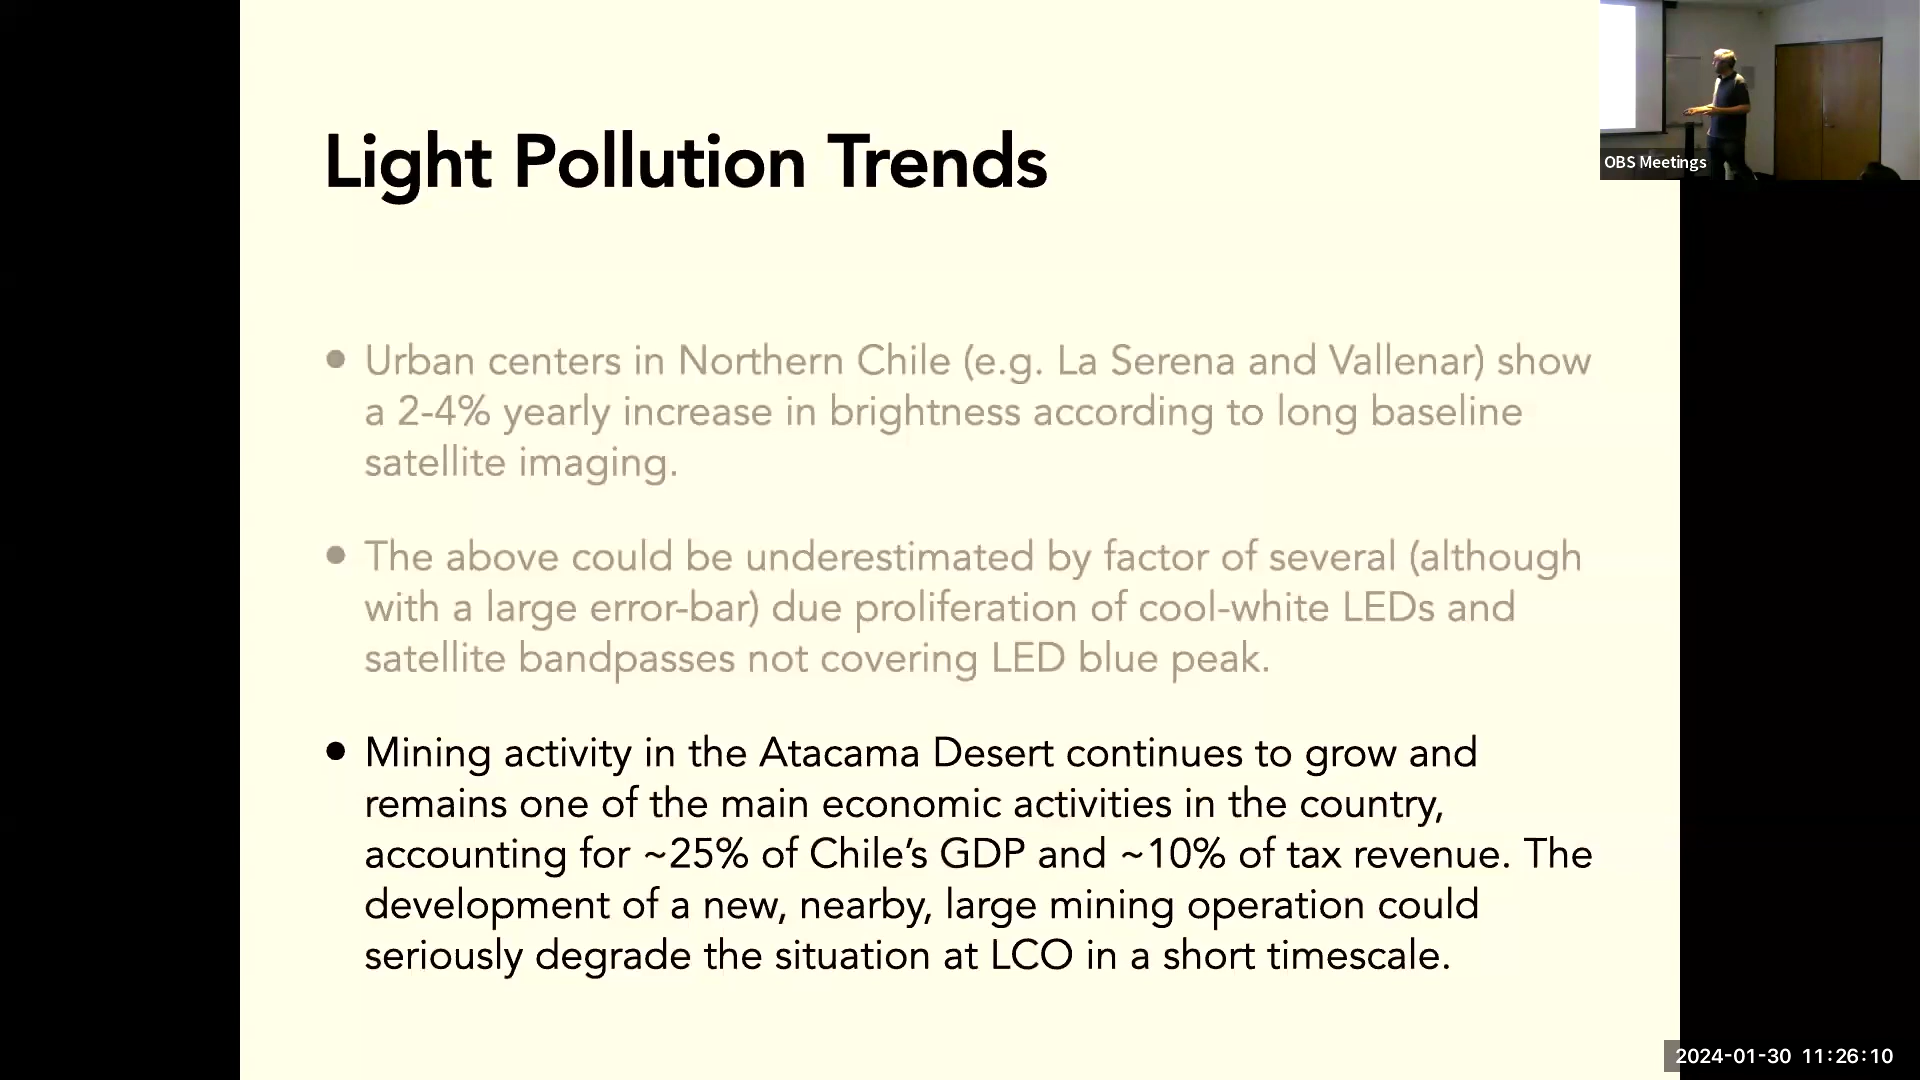 OBS Meetings
Light Pollution Trends
• Urban centers in Northern Chile (e.g. La Serena and Vallenar) show
a 2-4% yearly increase in brightness according to long baseline
satellite imaging.
• The above could be underestimated by factor of several (although
with a large error-bar) due proliferation of cool-white LEDs and
satellite bandpasses not covering LED blue peak.
• Mining activity in the Atacama Desert continues to grow and
remains one of the main economic activities in the country,
accounting for ~25% of Chile’s GDP and ~10% of tax revenue. The
development of a new, nearby, large mining operation could
seriously degrade the situation at LCO in a short timescale.
2024-01-30 11:26:10